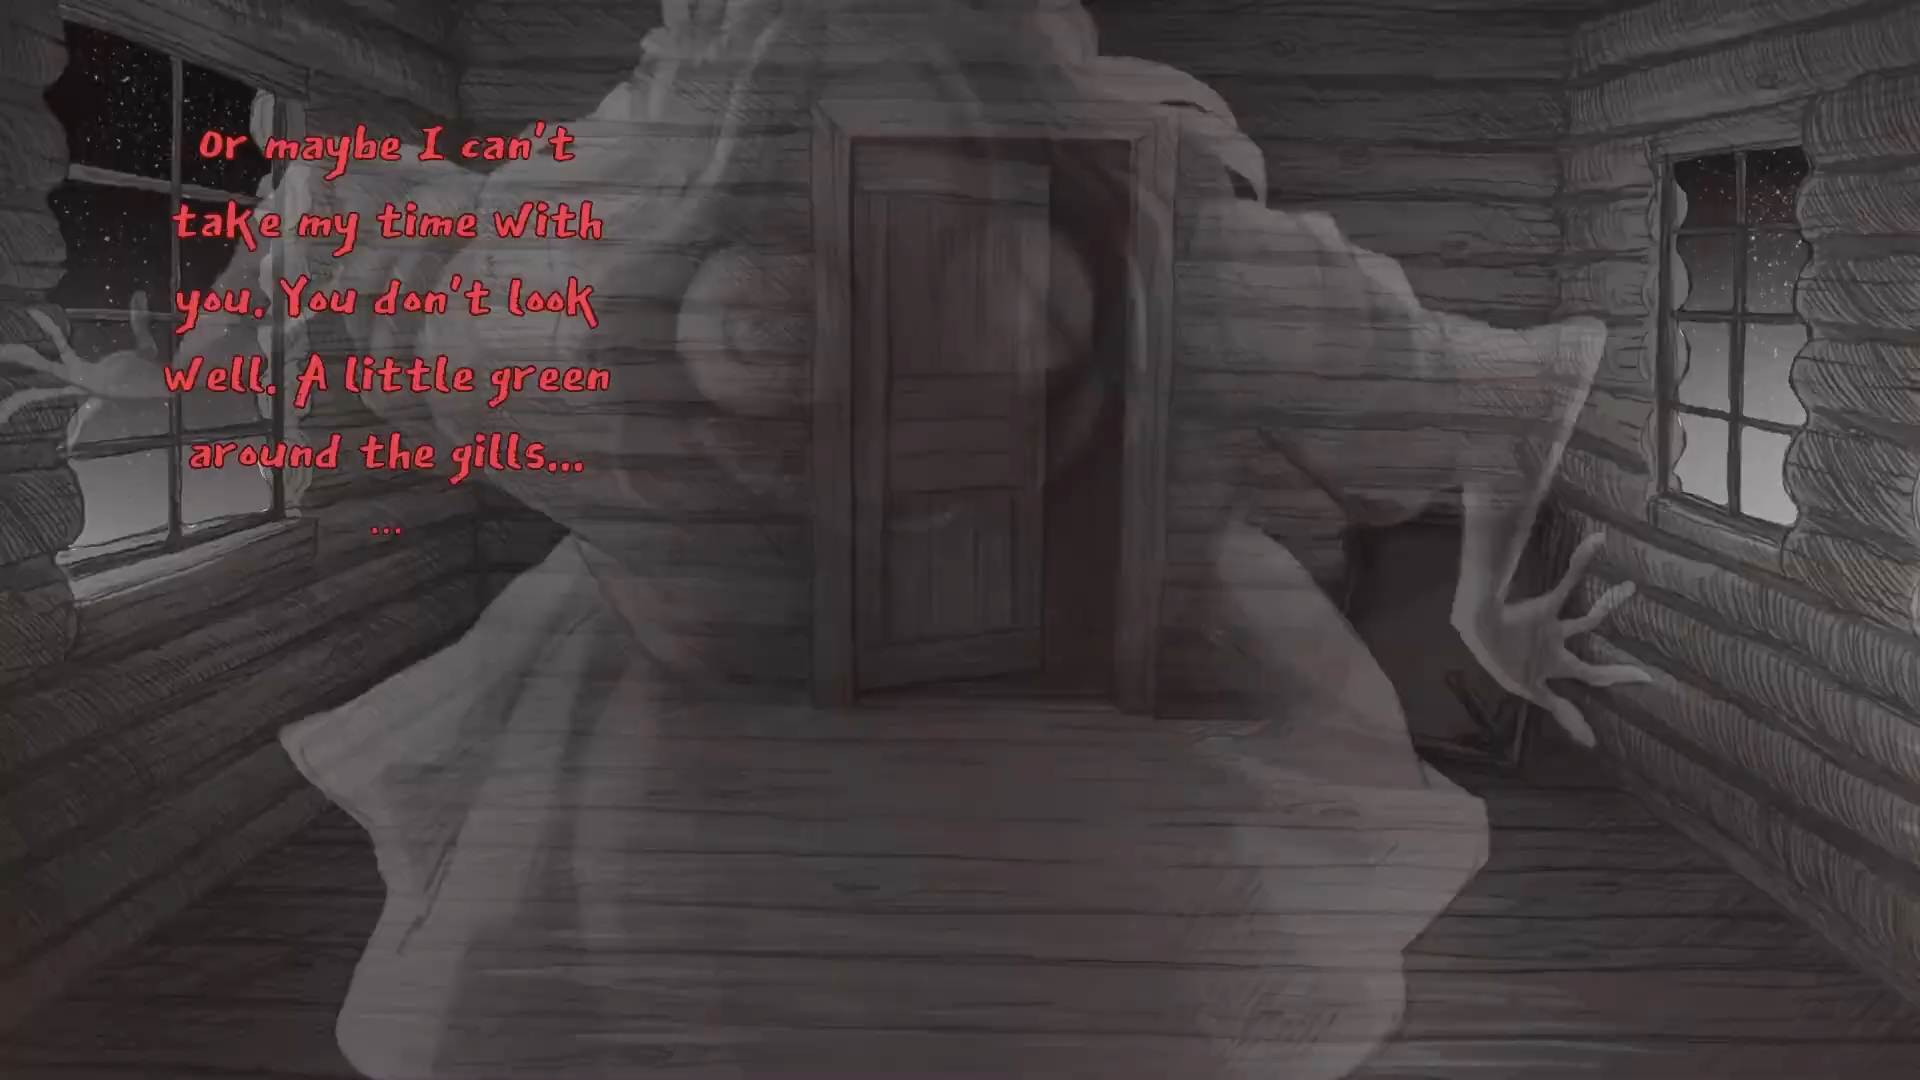 Or maybe I can't
take my time with
you. You don't look
well. A little green
around the gills...
...